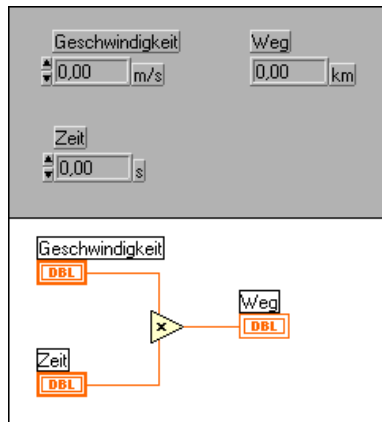 Geschwindigkeit
Weg
0,00 m/s
0,00 km
Zeit
0,00 s
Geschwindigkeit
DBL
x
Weg
DBL
Zeit
DBL